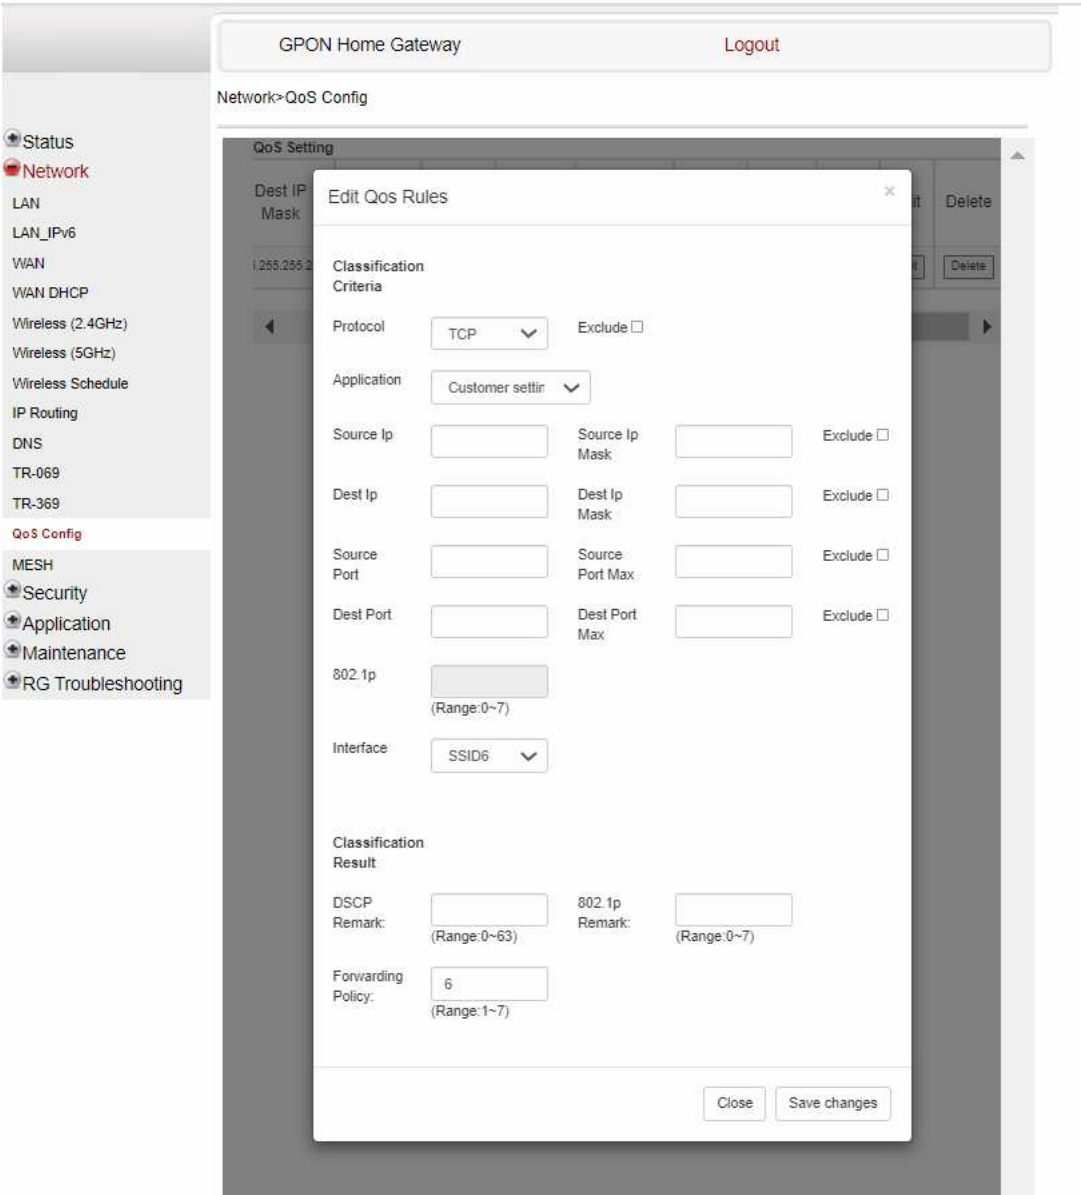 GPON Home Gateway
Logout
Network>QoS Config
Status
Network
LAN
LAN_IPv6
WAN
WAN DHCP
Wireless (2.4GHz)
Wireless (5GHz)
Wireless Schedule
IP Routing
DNS
TR-069
TR-369
QoS Config
MESH
Security
Application
Maintenance
RG Troubleshooting
QoS Setting
Dest IP
Mask
Delete
Delete
Edit Qos Rules
×
Classification
Criteria
Protocol
TCP
Exclude
Application
Customer settin
Source Ip
Source Ip
Mask
Exclude
Dest Ip
Dest Ip
Mask
Exclude
Source
Port
Source
Port Max
Exclude
Dest Port
Dest Port
Max
Exclude
802.1p
(Range:0~7)
Interface
SSID6
Classification
Result
DSCP
Remark:
(Range:0~63)
802.1p
Remark:
(Range:0~7)
Forwarding
Policy:
6
(Range:1~7)
Close
Save changes